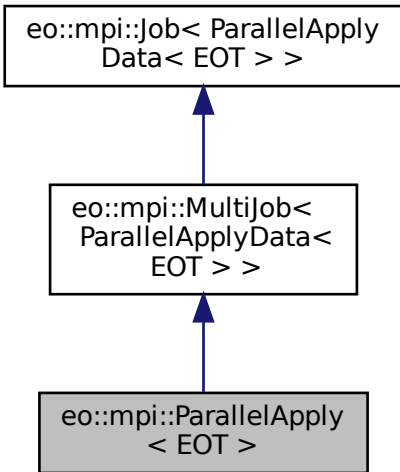 eo::mpi::Job< ParallelApply
Data< EOT > >
eo::mpi::MultiJob<
ParallelApplyData<
EOT > >
eo::mpi::ParallelApply
< EOT >